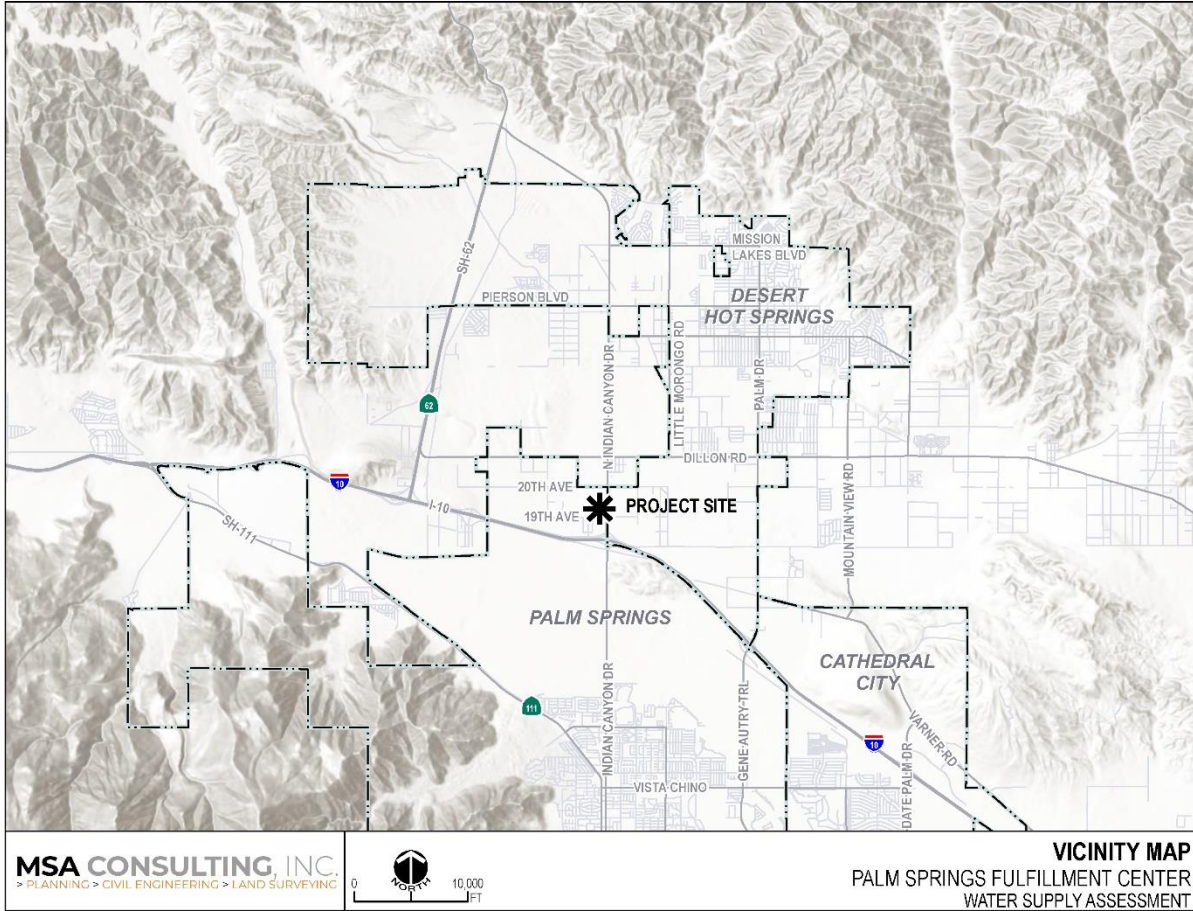 MISSION
LAKES BLVD
SH-62
PIERSON BLVD
DESERT
HOT SPRINGS
N INDIAN CANYON DR
LITTLE MORONGO RD
PALM DR
62
DILLON RD
MOUNTAIN VIEW RD
10
20TH AVE
I-10
19TH AVE
PROJECT SITE
SH-111
PALM SPRINGS
CATHEDRAL
CITY
111
INDIAN CANYON DR
GENE AUTRY TRL
10
VARNER RD
DATE PALM DR
VISTA CHINO
MSA CONSULTING, INC.
> PLANNING > CIVIL ENGINEERING > LAND SURVEYING
NORTH
0 10,000
FT
VICINITY MAP
PALM SPRINGS FULFILLMENT CENTER
WATER SUPPLY ASSESSMENT